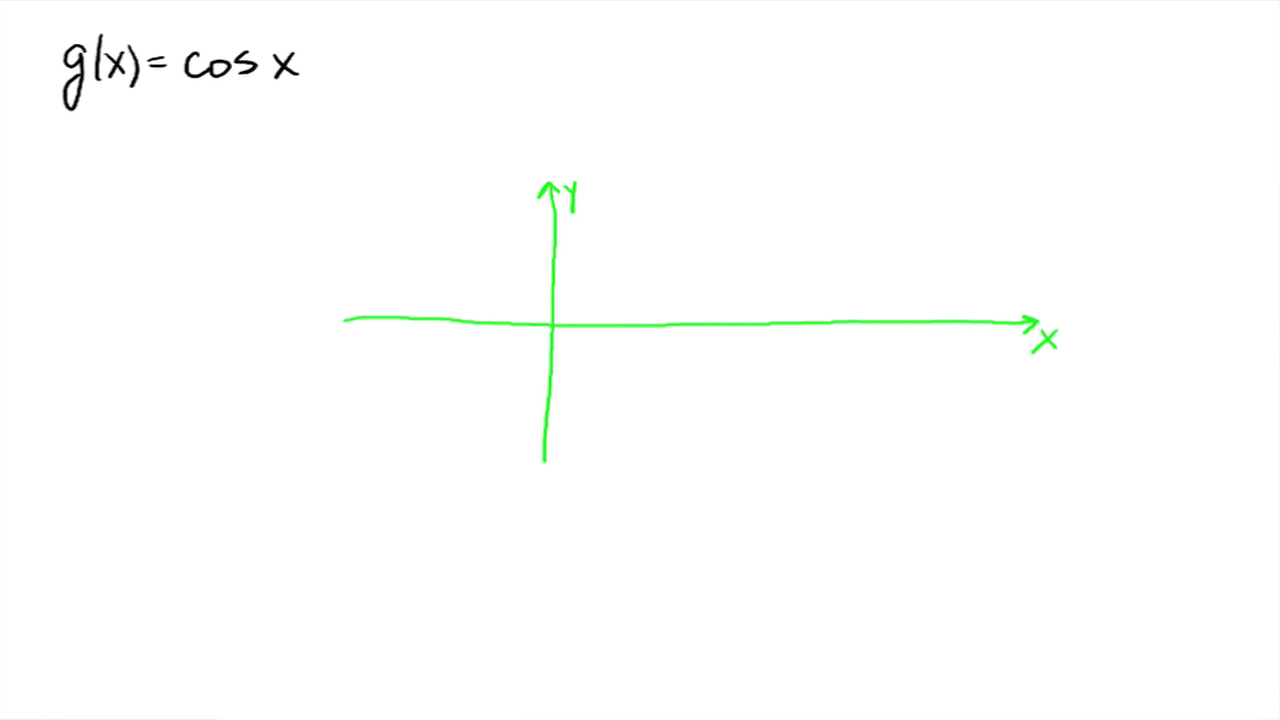 g(x) = cos x
y
x